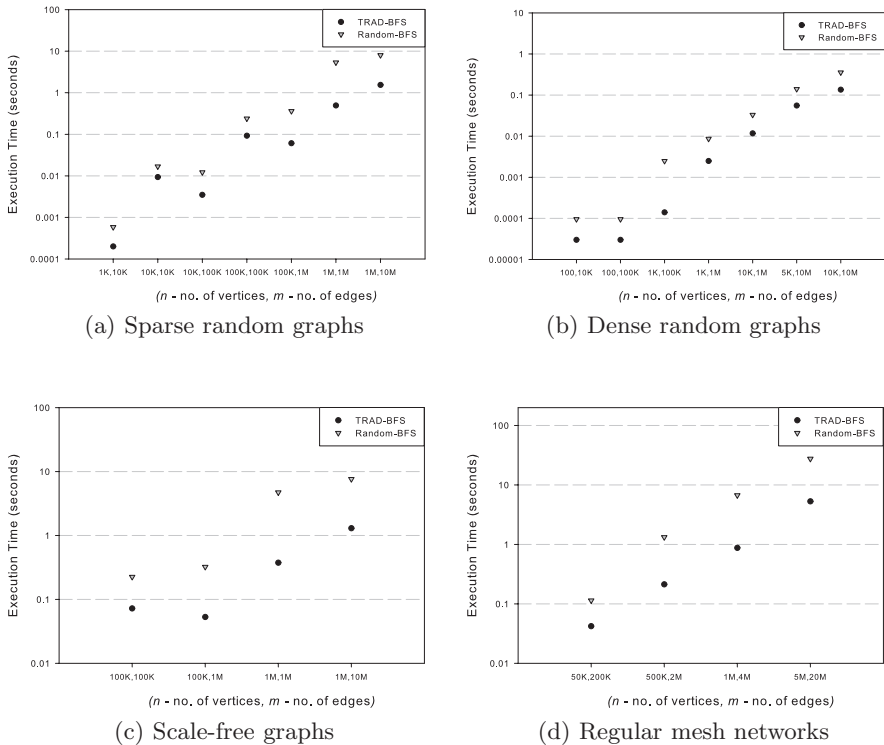 TRAD-BFS
Random-BFS
Execution Time (seconds)
100
10
1
0.1
0.01
0.001
0.0001
1K,10K
10K,10K
10K,100K
100K,100K
100K,1M
1M,1M
1M,10M
(n - no. of vertices, m - no. of edges)
(a) Sparse random graphs
TRAD-BFS
Random-BFS
Execution Time (seconds)
10
1
0.1
0.01
0.001
0.0001
0.00001
100,10K
100,100K
1K,100K
1K,1M
10K,1M
5K,10M
10K,10M
(n - no. of vertices, m - no. of edges)
(b) Dense random graphs
TRAD-BFS
Random-BFS
Execution Time (seconds)
100
10
1
0.1
0.01
100K,100K
100K,1M
1M,1M
1M,10M
(n - no. of vertices, m - no. of edges)
(c) Scale-free graphs
TRAD-BFS
Random-BFS
Execution Time (seconds)
100
10
1
0.1
0.01
50K,200K
500K,2M
1M,4M
5M,20M
(n - no. of vertices, m - no. of edges)
(d) Regular mesh networks